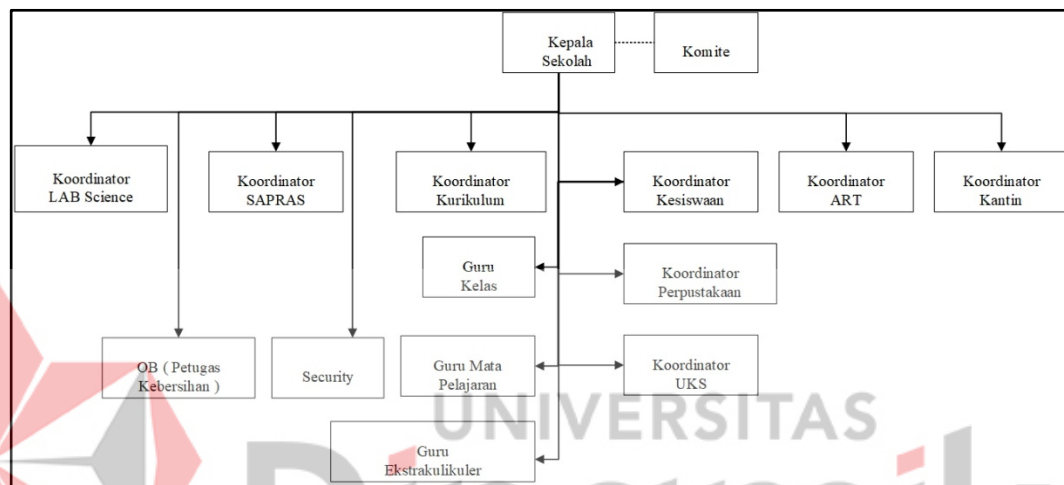 Kepala
Sekolah
Komite
Koordinator
LAB Science
Koordinator
SAPRAS
Koordinator
Kurikulum
Koordinator
Kesiswaan
Koordinator
ART
Koordinator
Kantin
Guru
Kelas
Koordinator
Perpustakaan
OB ( Petugas
Kebersihan )
Security
Guru Mata
Pelajaran
Koordinator
UKS
UNIVERSITAS
Guru
Ekstrakulikuler